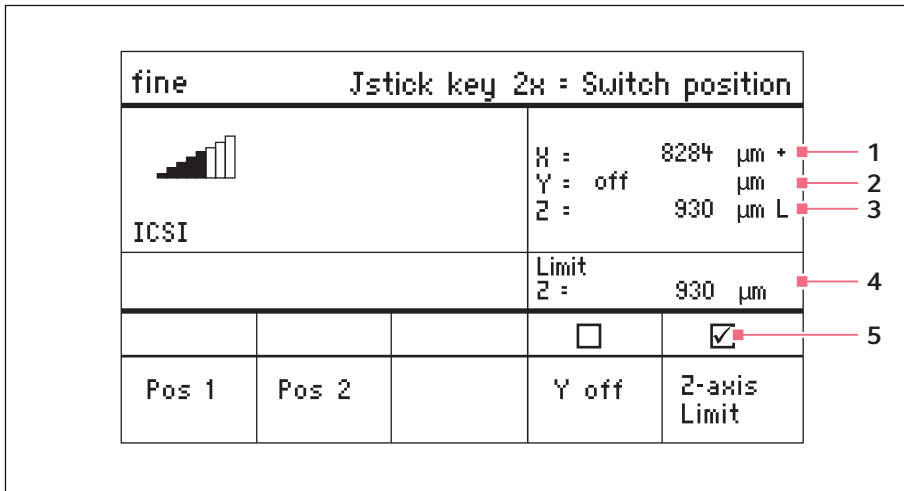 fine Jstick key 2x = Switch position
X = 8284 µm + 1
Y = off µm 2
Z = 930 µm L 3
ICSI
Limit
Z = 930 µm 4
5
Pos 1 Pos 2 Y off Z-axis
Limit